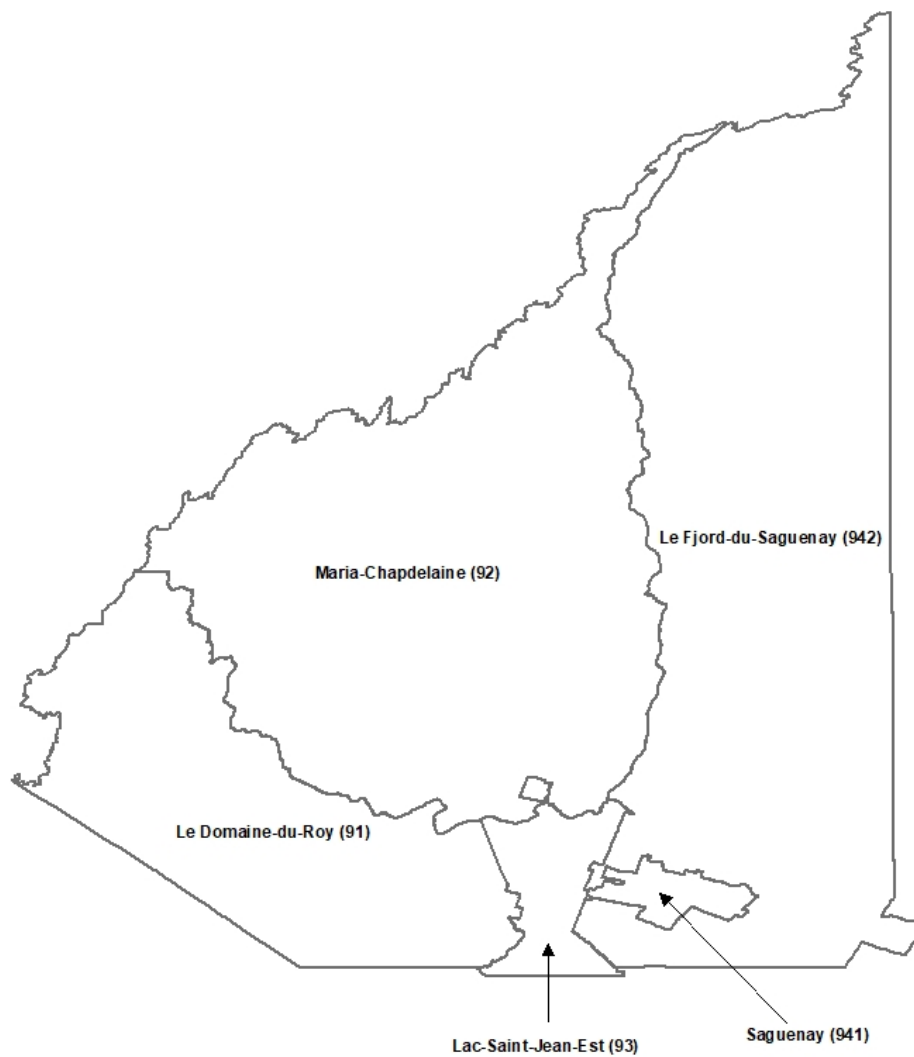 Le Fjord-du-Saguenay (942)
Maria-Chapdelaine (92)
Le Domaine-du-Roy (91)
Saguenay (941)
Lac-Saint-Jean-Est (93)